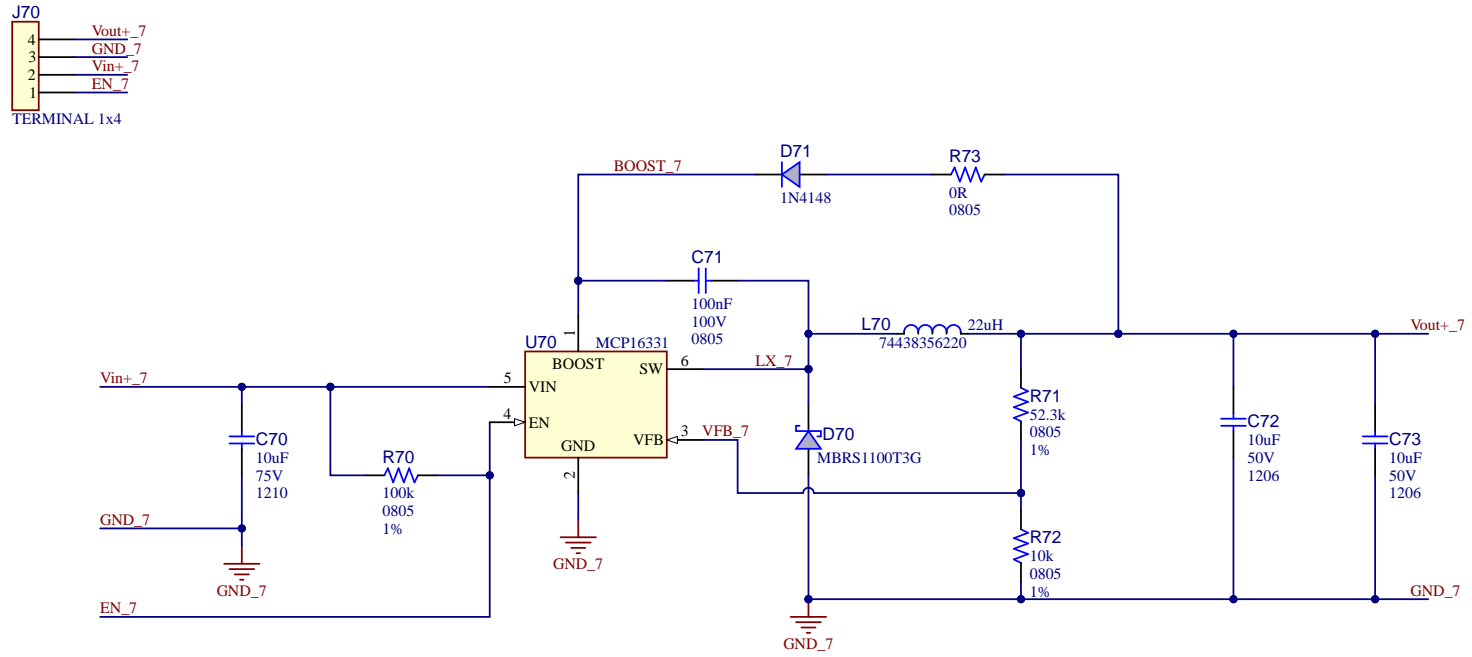 J70
4 Vout+_7
3 GND_7
2 Vin+_7
1 EN_7
TERMINAL 1x4
BOOST_7
D71
1N4148
R73
0R
0805
C71
100nF
100V
0805
L70 22uH
74438356220
Vout+_7
U70 MCP16331
1
BOOST
SW 6 LX_7
Vin+_7
5 VIN
4 EN
GND
VFB 3 VFB_7
2
GND_7
C70
10uF
75V
1210
R70
100k
0805
1%
GND_7
GND_7
EN_7
D70
MBRS1100T3G
R71
52.3k
0805
1%
R72
10k
0805
1%
C72
10uF
50V
1206
C73
10uF
50V
1206
GND_7
GND_7